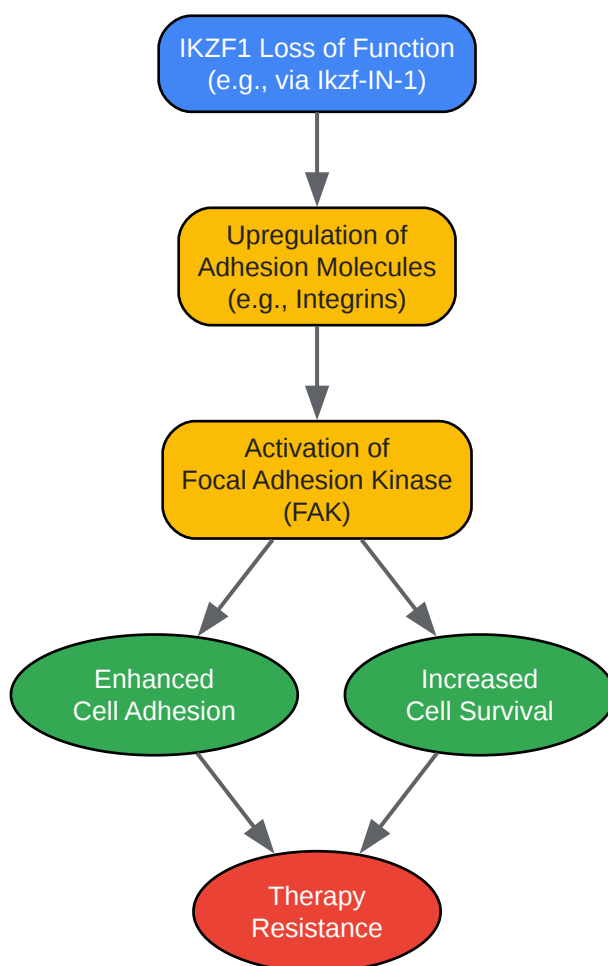 IKZF1 Loss of Function
(e.g., via Ikzf-IN-1)
Upregulation of
Adhesion Molecules
(e.g., Integrins)
Activation of
Focal Adhesion Kinase
(FAK)
Enhanced
Cell Adhesion
Increased
Cell Survival
Therapy
Resistance